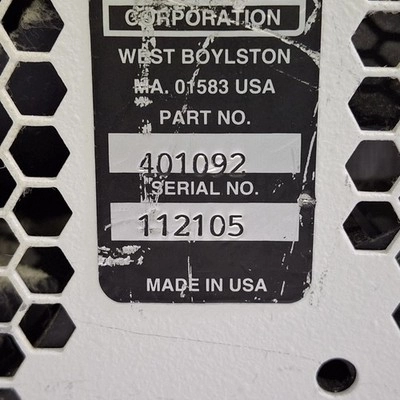 CORPORATION
WEST BOYLSTON
MA. 01583 USA
PART NO.
401092
SERIAL NO.
112105
MADE IN USA